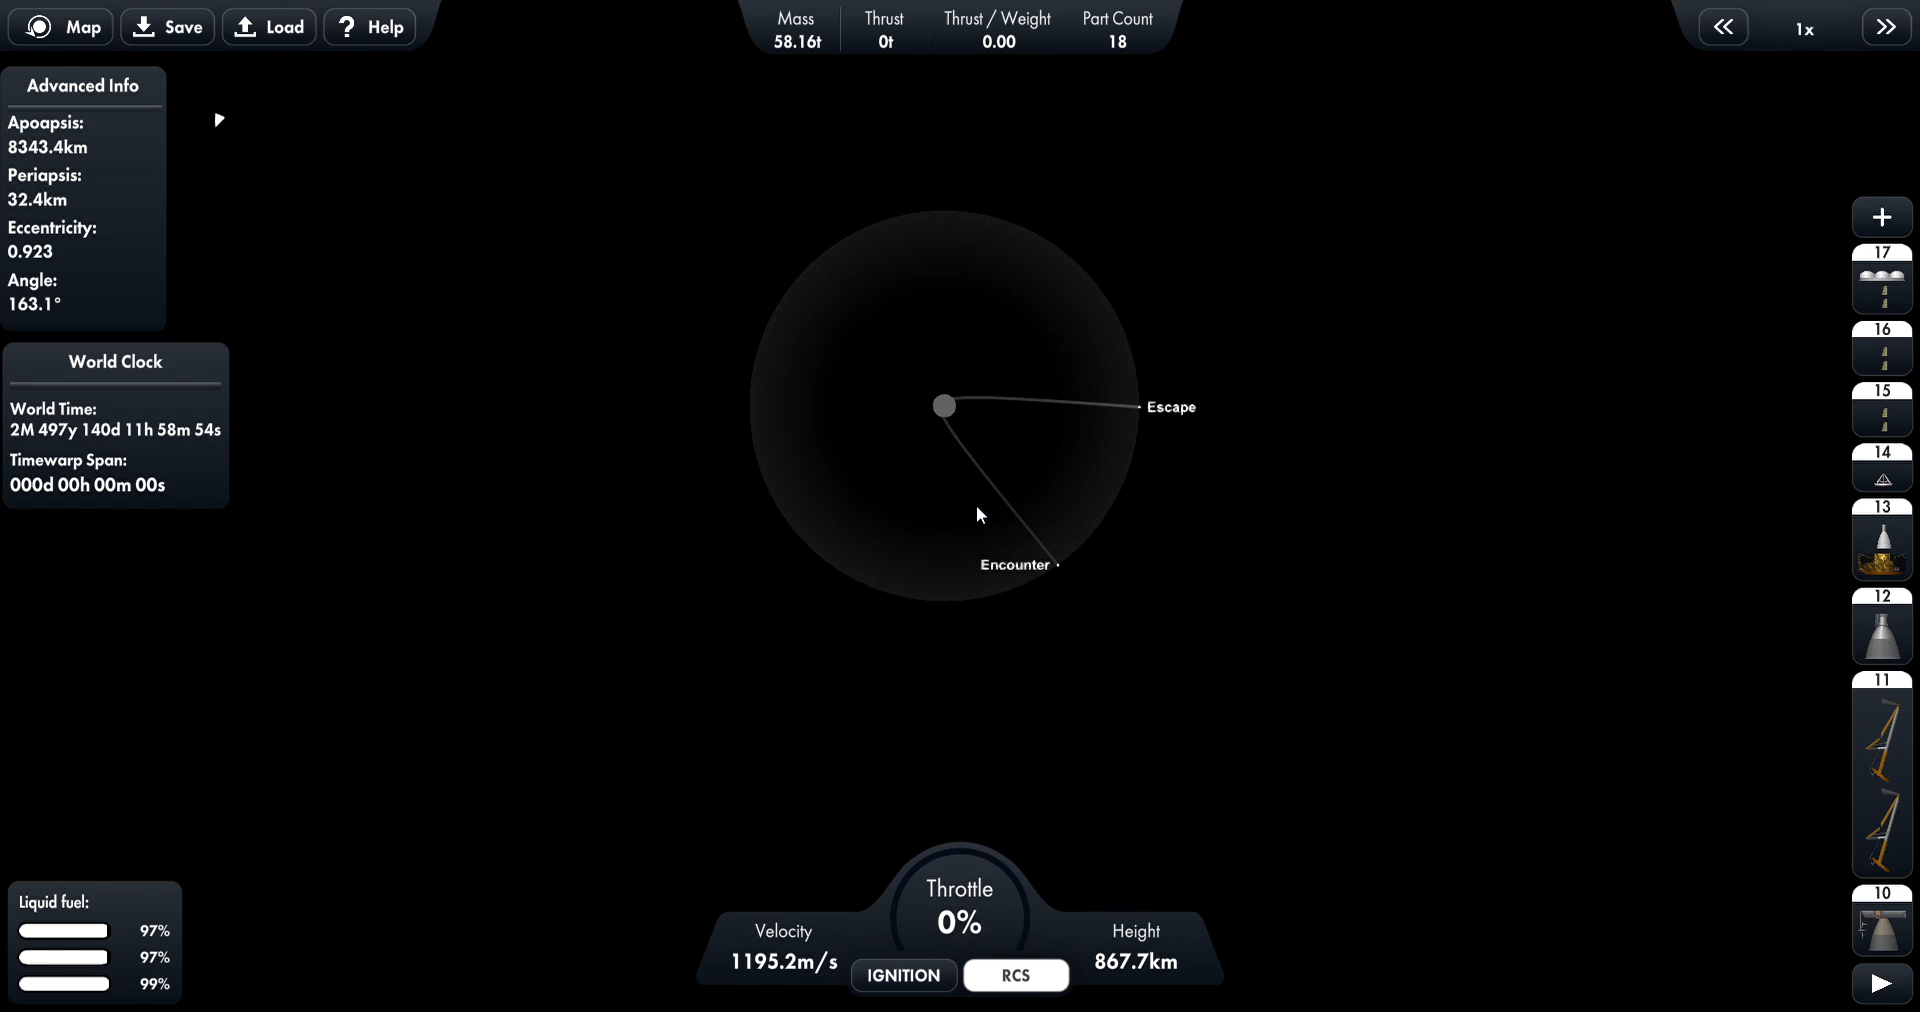 Map
Save
Load
Help
Mass
58.16t
Thrust
0t
Thrust / Weight
0.00
Part Count
18
1x
Advanced Info
Apoapsis:
8343.4km
Periapsis:
32.4km
Eccentricity:
0.923
Angle:
163.1°
World Clock
World Time:
2M 497y 140d 11h 58m 54s
Timewarp Span:
000d 00h 00m 00s
Escape
Encounter
17
16
15
14
13
12
11
10
Liquid fuel:
97%
97%
99%
Throttle
0%
Velocity
1195.2m/s
IGNITION
RCS
Height
867.7km